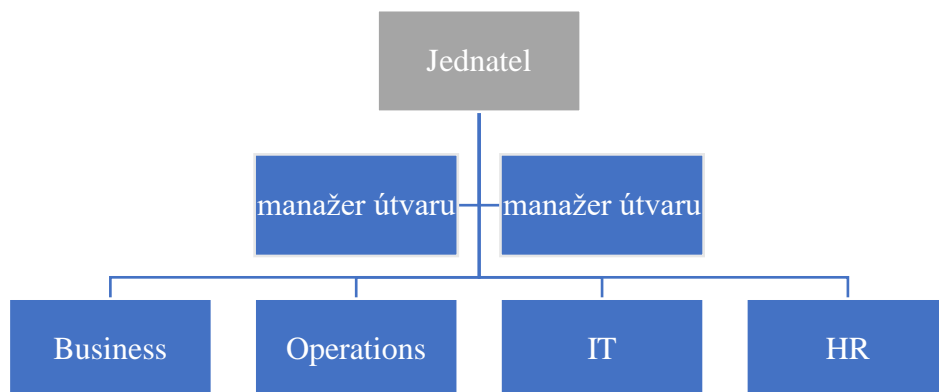 Jednatel
manažer útvaru
manažer útvaru
Business
Operations
IT
HR